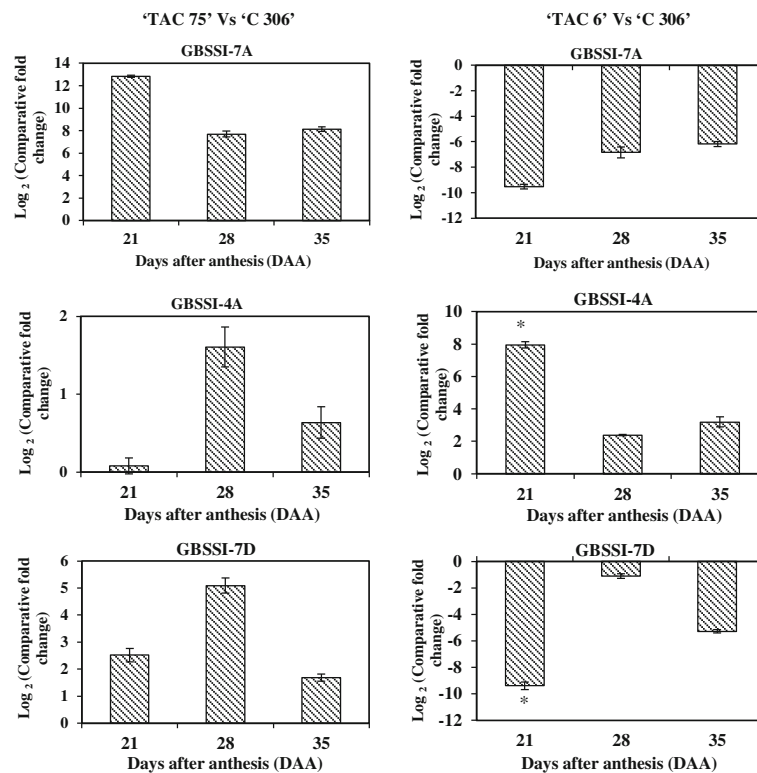 ‘TAC 75’ Vs ‘C 306’
GBSSI-7A
14
12
10
8
6
4
2
0
Log 2 (Comparative fold
change)
21 28 35
Days after anthesis (DAA)
‘TAC 6’ Vs ‘C 306’
GBSSI-7A
0
-2
-4
-6
-8
-10
-12
Log 2 (Comparative fold
change)
21 28 35
Days after anthesis (DAA)
GBSSI-4A
2
1
0
Log 2 (Comparative fold
change)
21 28 35
Days after anthesis (DAA)
GBSSI-4A
10
8
6
4
2
0
*
Log 2 (Comparative fold
change)
21 28 35
Days after anthesis (DAA)
GBSSI-7D
6
5
4
3
2
1
0
Log 2 (Comparative fold
change)
21 28 35
Days after anthesis (DAA)
GBSSI-7D
0
-2
-4
-6
-8
-10
-12
*
Log 2 (Comparative fold
change)
21 28 35
Days after anthesis (DAA)